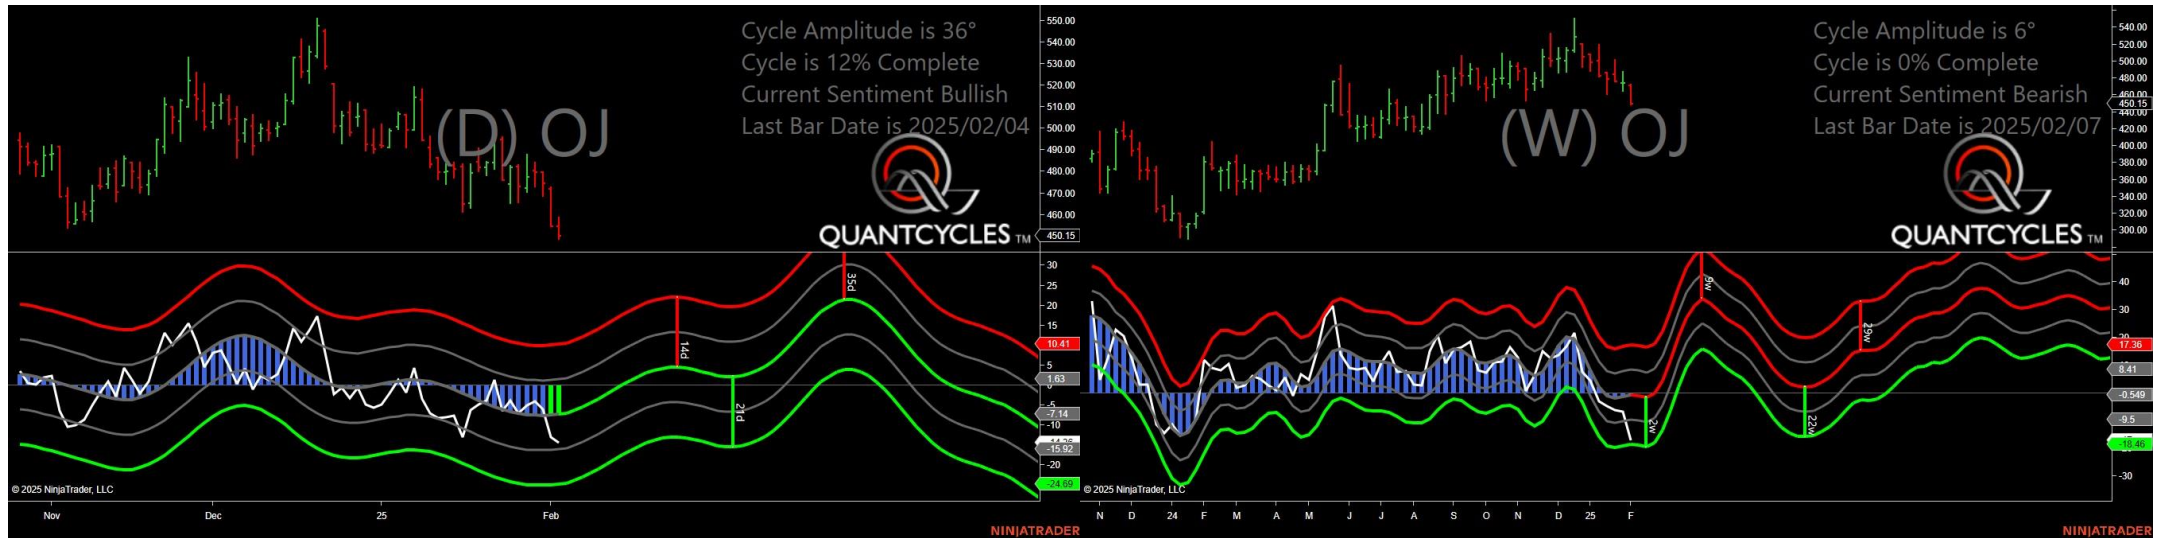 Cycle Amplitude is 36°
Cycle is 12% Complete
Current Sentiment Bullish
Last Bar Date is 2025/02/04
(D) OJ
QUANTCYCLES TM
550.00
540.00
530.00
520.00
510.00
500.00
490.00
480.00
470.00
460.00
450.15
35d
14d
21d
30
25
20
15
10.41
5
1.63
-5
-7.14
-10
-15.92
-20
-24.69
© 2025 NinjaTrader, LLC
Nov
Dec
25
Feb
NINJATRADER
Cycle Amplitude is 6°
Cycle is 0% Complete
Current Sentiment Bearish
Last Bar Date is 2025/02/07
(W) OJ
QUANTCYCLES TM
540.00
500.00
480.00
460.00
450.15
440.00
420.00
400.00
380.00
360.00
340.00
320.00
300.00
9w
29w
2w
22w
40
30
17.36
8.41
-0.549
-9.5
-18.46
-30
© 2025 NinjaTrader, LLC
N D 24 F M A M J J A S O N D 25 F
NINJATRADER